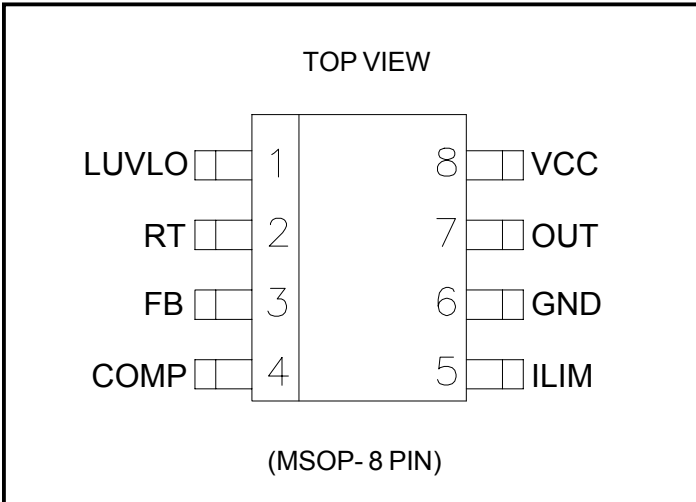 TOP VIEW
LUVLO 1 8 VCC
RT 2 7 OUT
FB 3 6 GND
COMP 4 5 ILIM
(MSOP- 8 PIN)